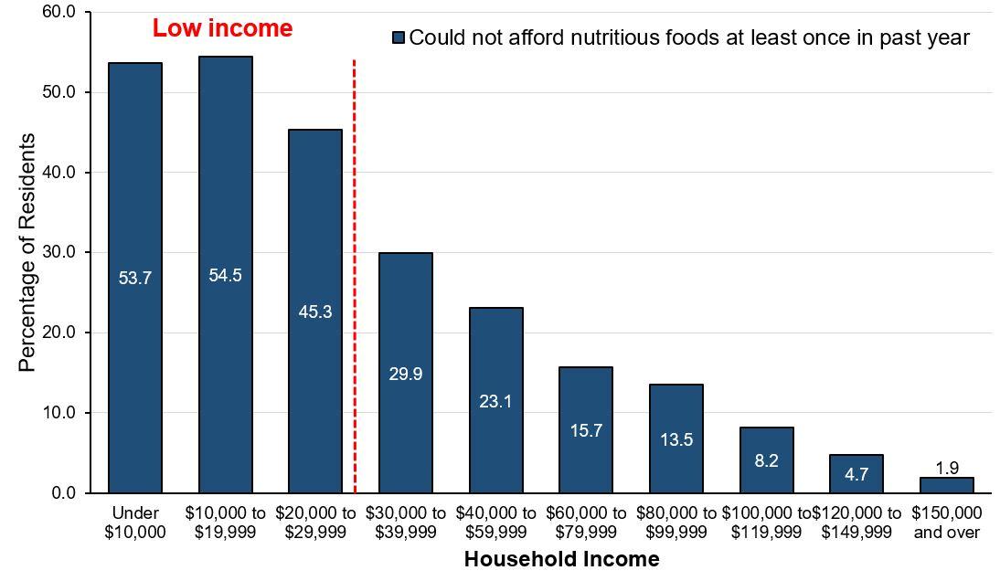 Low income
Could not afford nutritious foods at least once in past year
Percentage of Residents
60.0
50.0
40.0
30.0
20.0
10.0
0.0
53.7
54.5
45.3
29.9
23.1
15.7
13.5
8.2
4.7
1.9
Under
$10,000
$10,000 to
$19,999
$20,000 to
$29,999
$30,000 to
$39,999
$40,000 to
$59,999
$60,000 to
$79,999
$80,000 to
$99,999
$100,000 to
$119,999
$120,000 to
$149,999
$150,000
and over
Household Income